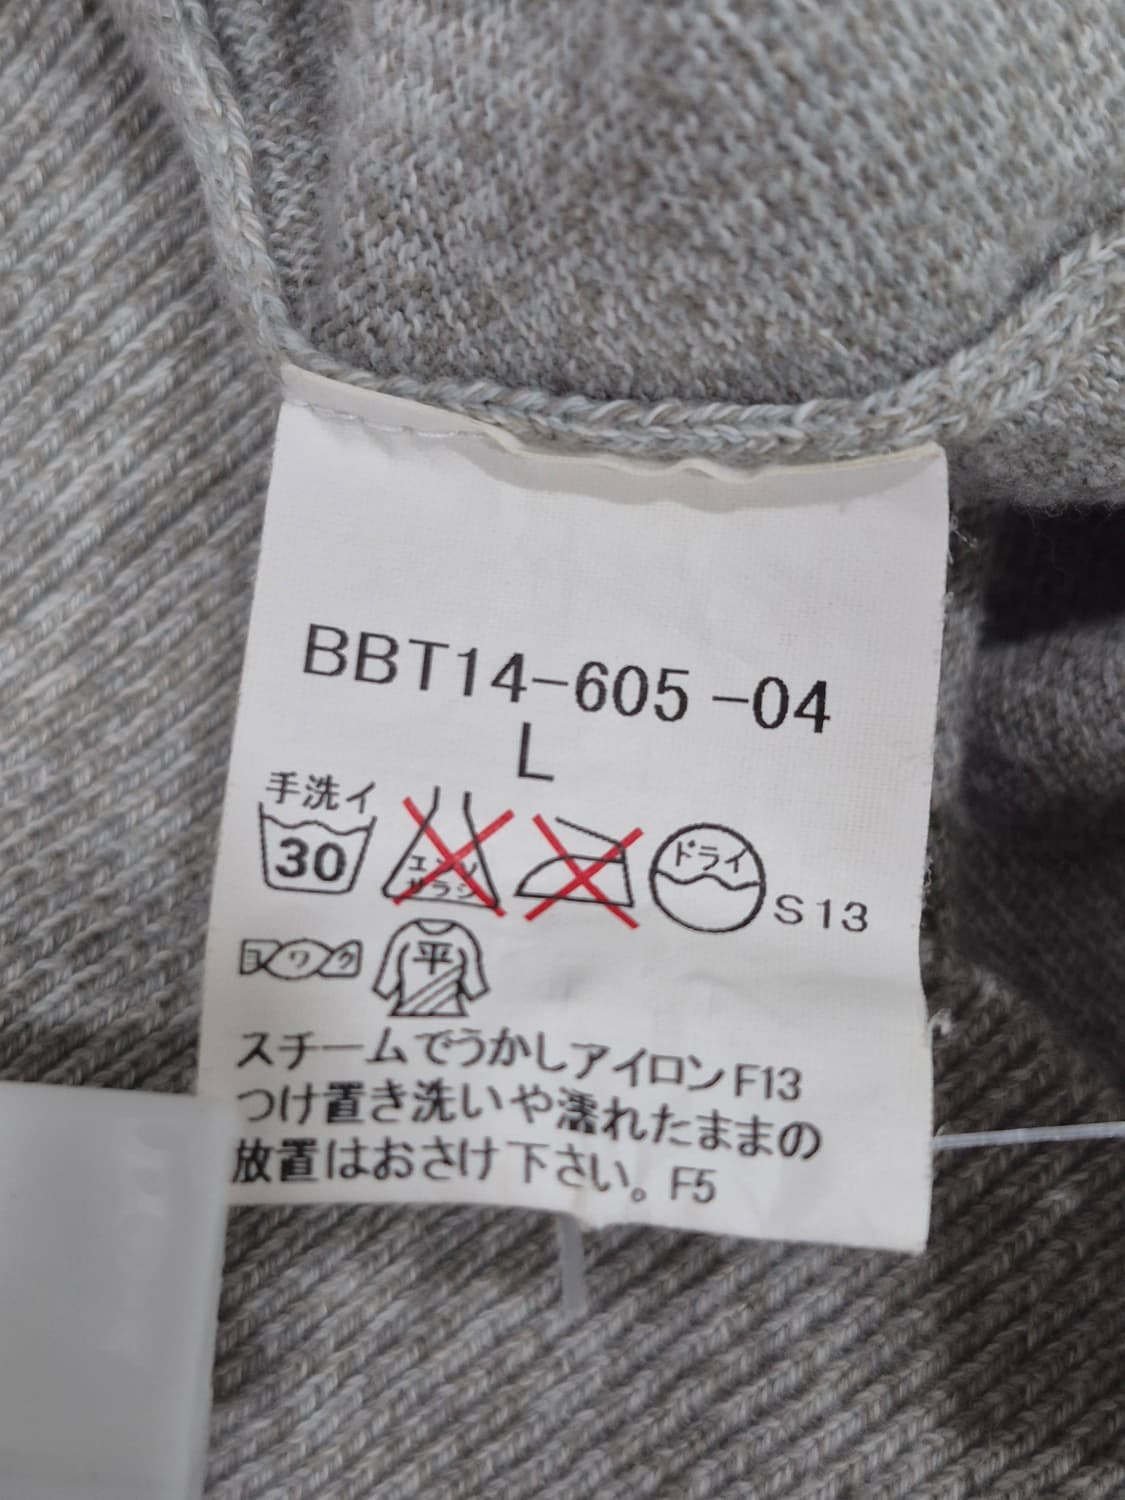 BBT14-605-04
L
手洗イ
30
エンソ
サラシ
ドライ
S13
ヨワク
平
スチームでうかしアイロンF13
つけ置き洗いや濡れたままの
放置はおさけ下さい。F5